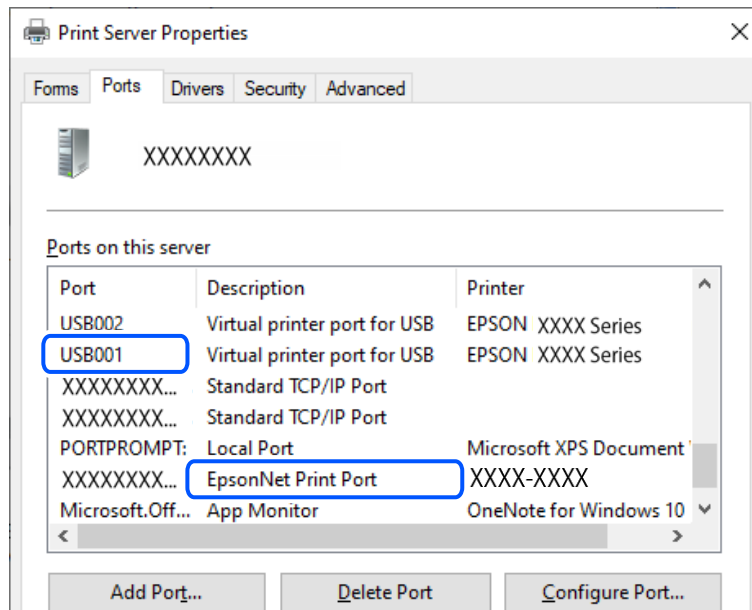 Print Server Properties
Forms Ports Drivers Security Advanced
XXXXXXXX
Ports on this server
Port Description Printer
USB002 Virtual printer port for USB EPSON XXXX Series
USB001 Virtual printer port for USB EPSON XXXX Series
XXXXXXXX... Standard TCP/IP Port
XXXXXXXX... Standard TCP/IP Port
PORTPROMPT: Local Port Microsoft XPS Document
XXXXXXXX... EpsonNet Print Port XXXX-XXXX
Microsoft.Off... App Monitor OneNote for Windows 10
Add Port... Delete Port Configure Port...